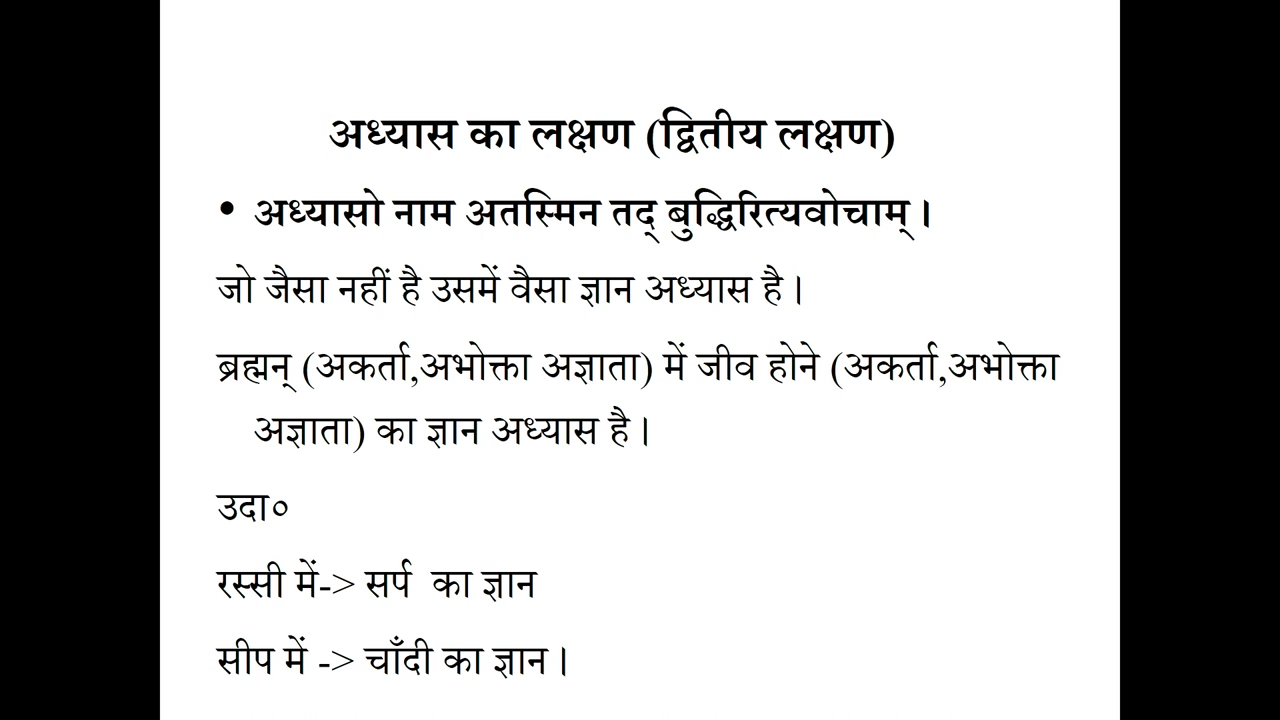 अध्यास का लक्षण (द्वितीय लक्षण)
• अध्यासो नाम अतस्मिन तद् बुद्धिरित्यवोचाम् ।
जो जैसा नहीं है उसमें वैसा ज्ञान अध्यास है ।
ब्रह्मन् (अकर्ता,अभोक्ता अज्ञाता) में जीव होने (अकर्ता,अभोक्ता
अज्ञाता) का ज्ञान अध्यास है ।
उदा०
रस्सी में-> सर्प का ज्ञान
सीप में -> चाँदी का ज्ञान ।